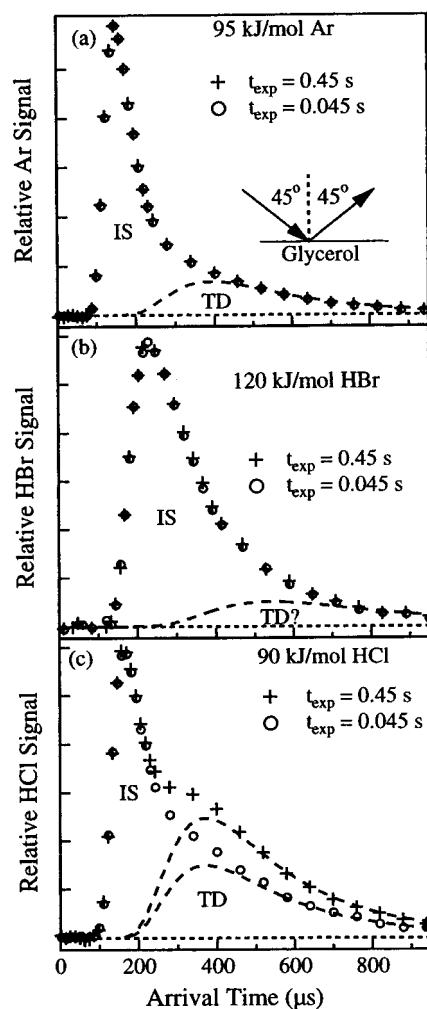 (a)
95 kJ/mol Ar
+ t_exp = 0.45 s
o t_exp = 0.045 s
45° 45°
Glycerol
IS
TD
Relative Ar Signal
(b)
120 kJ/mol HBr
+ t_exp = 0.45 s
o t_exp = 0.045 s
IS
TD?
Relative HBr Signal
(c)
90 kJ/mol HCl
+ t_exp = 0.45 s
o t_exp = 0.045 s
IS
TD
Relative HCl Signal
0 200 400 600 800
Arrival Time (μs)